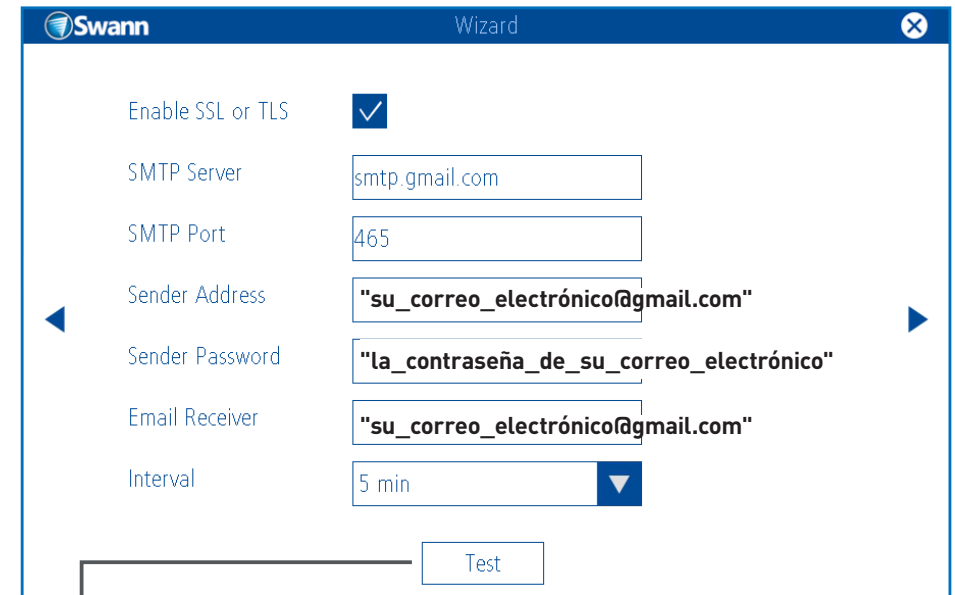 Swann Wizard
Enable SSL or TLS
SMTP Server smtp.gmail.com
SMTP Port 465
Sender Address "su_correo_electrónico@gmail.com"
Sender Password "la_contraseña_de_su_correo_electrónico"
Email Receiver "su_correo_electrónico@gmail.com"
Interval 5 min
Test